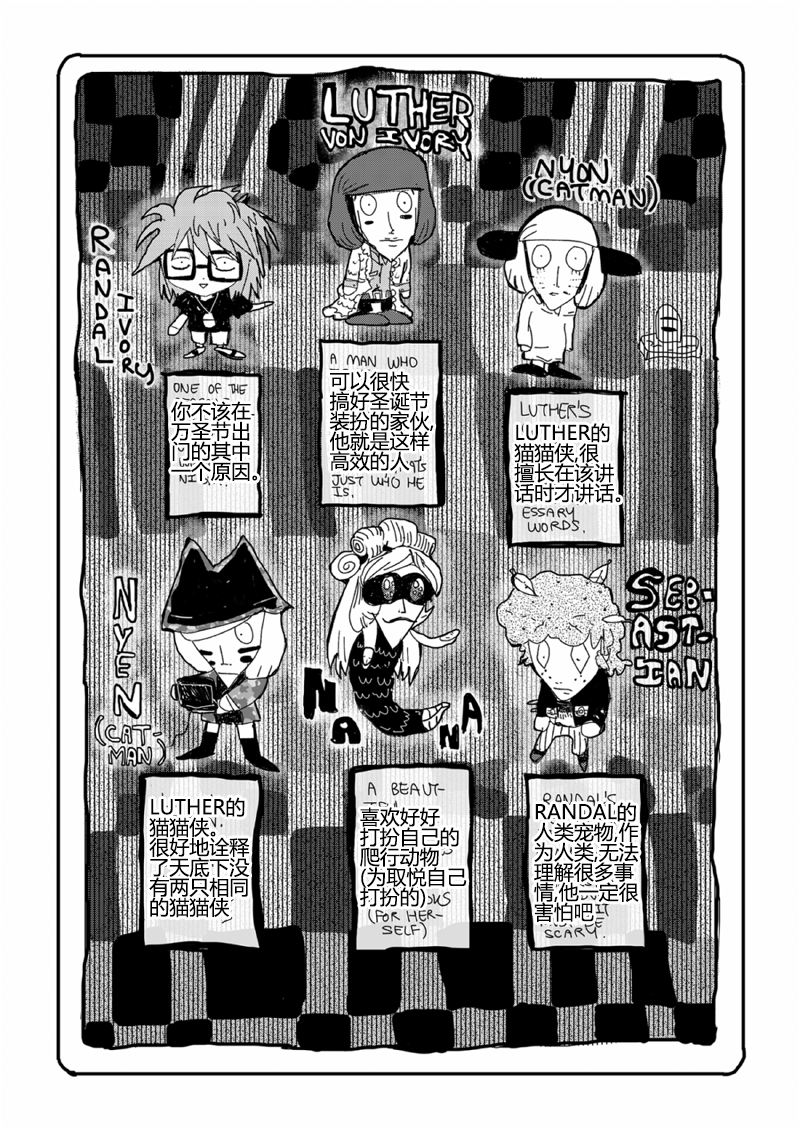 LUTHER
VON IVORY
NYON
(CATMAN)
RANDAL
IVORY
ONE OF THE
你不该在
万圣节出
门的其中
一个原因。
A MAN WHO
可以很快
搞好圣诞节
装扮的家伙,
他就是这样
高效的人
JUST WHO HE
IS.
LUTHER'S
LUTHER的
猫猫侠,很
擅长在该讲
话时才讲话。
ESSARY
WORDS.
NYEN
(CAT-
MAN)
NANA
SEB-
AST-
IAN
LUTHER的
猫猫侠。
很好地诠释
了天底下没
有两只相同
的猫猫侠
A BEAUT-
喜欢好好
打扮自己的
爬行动物
(为取悦自己
打扮的)
(FOR HER-
SELF)
RANDAL'S
RANDAL的
人类宠物,作
为人类,无法
理解很多事
情,他一定很
害怕吧
SCARY.